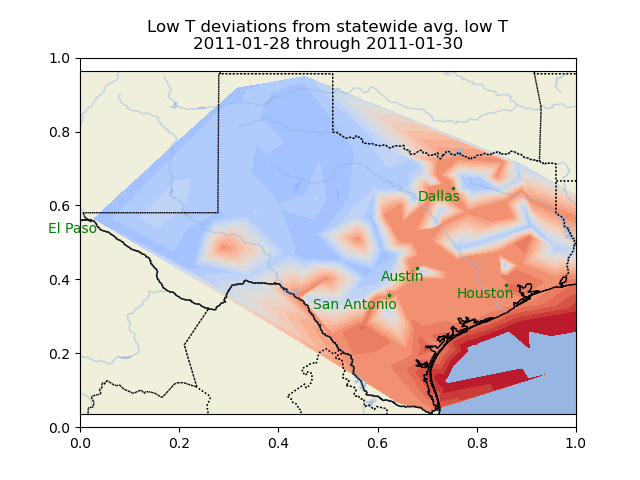 Low T deviations from statewide avg. low T
2011-01-28 through 2011-01-30
1.0
0.8
Dallas
0.6
El Paso
0.4
Austin
San Antonio
Houston
0.2
0.0
0.0 0.2 0.4 0.6 0.8 1.0